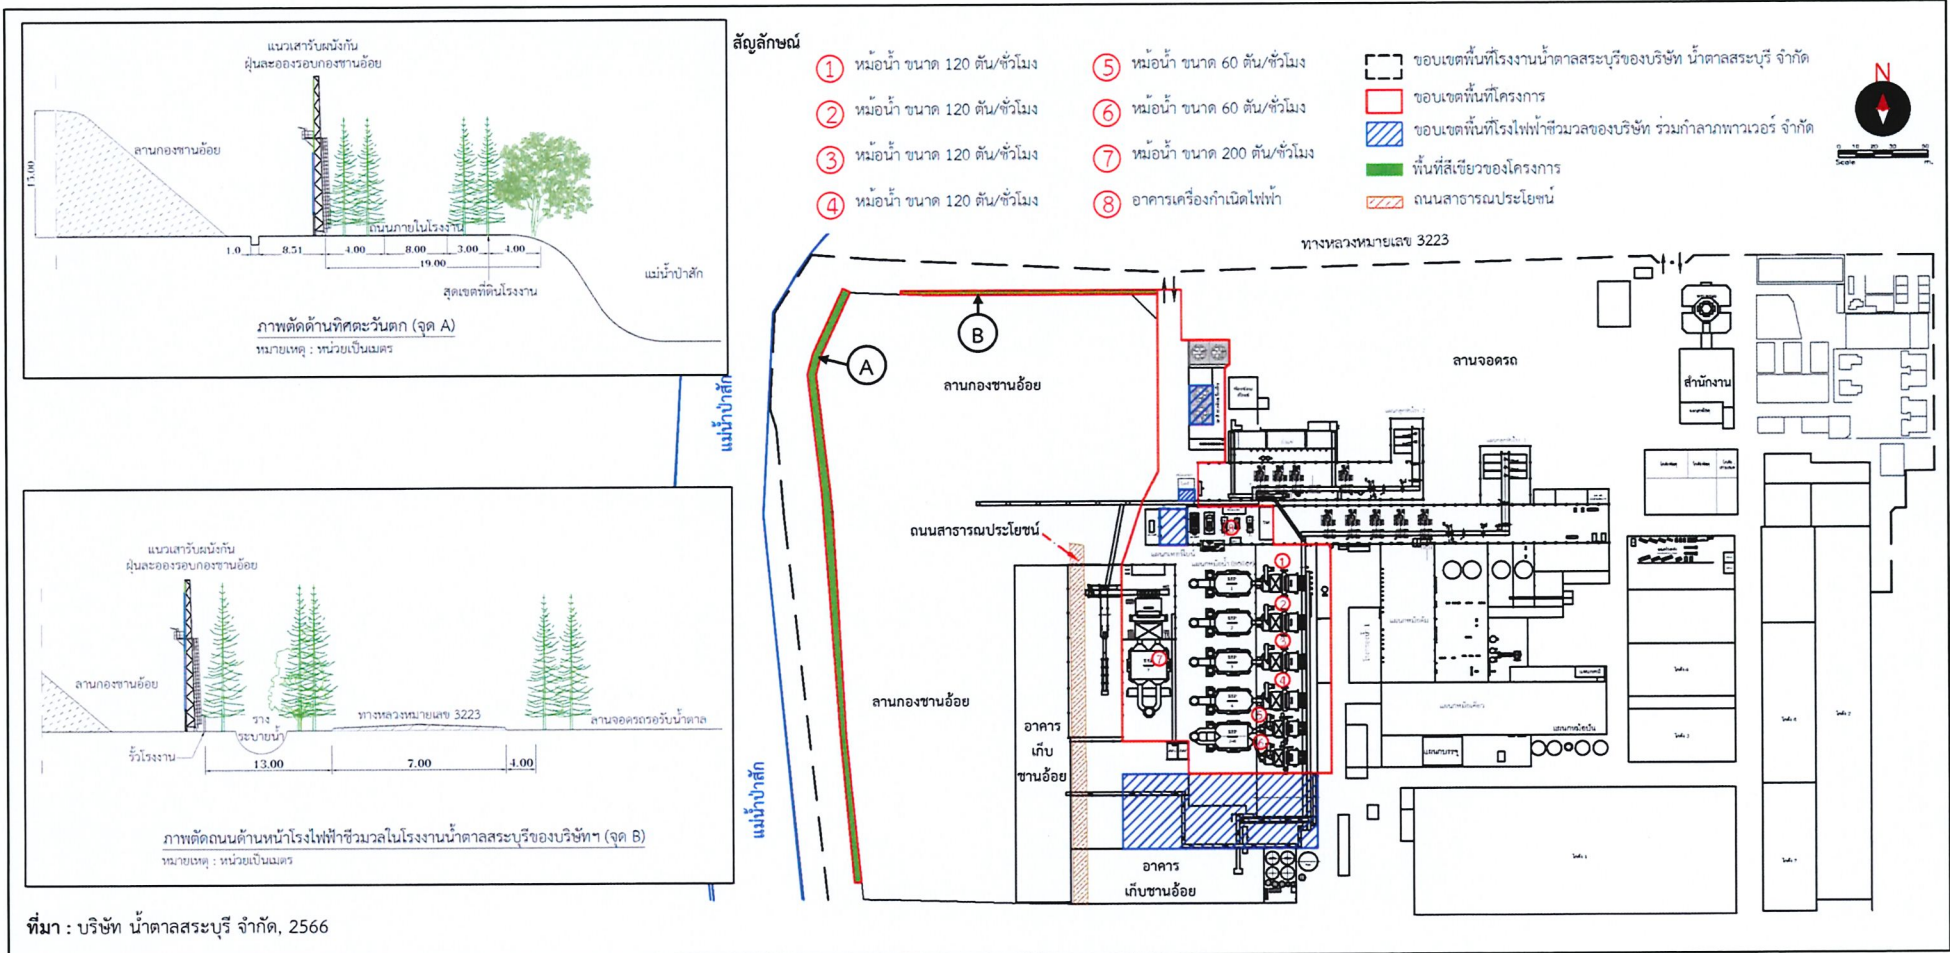 แนวเสารับผนังกัน
ฝุ่นละอองรอบกองชานอ้อย
ลานกองชานอ้อย
15.00
ถนนภายในโรงงาน
1.0
8.51
4.00
8.00
3.00
4.00
19.00
แม่น้ำป่าสัก
สุดเขตที่ดินโรงงาน
ภาพตัดด้านทิศตะวันตก (จุด A)
หมายเหตุ : หน่วยเป็นเมตร
สัญลักษณ์
1 หม้อน้ำ ขนาด 120 ตัน/ชั่วโมง
2 หม้อน้ำ ขนาด 120 ตัน/ชั่วโมง
3 หม้อน้ำ ขนาด 120 ตัน/ชั่วโมง
4 หม้อน้ำ ขนาด 120 ตัน/ชั่วโมง
5 หม้อน้ำ ขนาด 60 ตัน/ชั่วโมง
6 หม้อน้ำ ขนาด 60 ตัน/ชั่วโมง
7 หม้อน้ำ ขนาด 200 ตัน/ชั่วโมง
8 อาคารเครื่องกำเนิดไฟฟ้า
ขอบเขตพื้นที่โรงงานน้ำตาลสระบุรีของบริษัท น้ำตาลสระบุรี จำกัด
ขอบเขตพื้นที่โครงการ
ขอบเขตพื้นที่โรงไฟฟ้าชีวมวลของบริษัท ร่วมกำลาภพาวเวอร์ จำกัด
พื้นที่สีเขียวของโครงการ
ถนนสาธารณประโยชน์
N
0 10 20 30 50
Scale m.
ทางหลวงหมายเลข 3223
B
A
ลานกองชานอ้อย
ลานจอดรถ
สำนักงาน
แม่น้ำป่าสัก
ถนนสาธารณประโยชน์
1
2
3
4
5
6
7
ลานกองชานอ้อย
อาคาร
เก็บ
ชานอ้อย
แม่น้ำป่าสัก
อาคาร
เก็บชานอ้อย
แนวเสารับผนังกัน
ฝุ่นละอองรอบกองชานอ้อย
ลานกองชานอ้อย
ราง
ระบายน้ำ
ทางหลวงหมายเลข 3223
ลานจอดรถรอรับน้ำตาล
รั้วโรงงาน
13.00
7.00
4.00
ภาพตัดถนนด้านหน้าโรงไฟฟ้าชีวมวลในโรงงานน้ำตาลสระบุรีของบริษัทฯ (จุด B)
หมายเหตุ : หน่วยเป็นเมตร
ที่มา : บริษัท น้ำตาลสระบุรี จำกัด, 2566